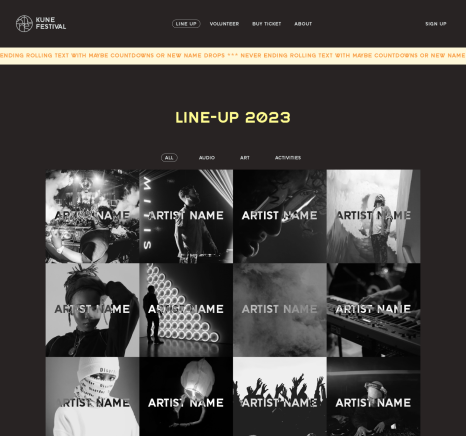 KUNE
FESTIVAL
LINE UP
VOLUNTEER
BUY TICKET
ABOUT
SIGN UP
ENDING ROLLING TEXT WITH MAYBE COUNTDOWNS OR NEW NAME DROPS *** NEVER ENDING ROLLING TEXT WITH MAYBE COUNTDOWNS OR NEW NAME
LINE-UP 2023
ALL
AUDIO
ART
ACTIVITIES
ARTIST NAME
ARTIST NAME
ARTIST NAME
ARTIST NAME
ARTIST NAME
ARTIST NAME
ARTIST NAME
ARTIST NAME
ARTIST NAME
ARTIST NAME
ARTIST NAME
ARTIST NAME